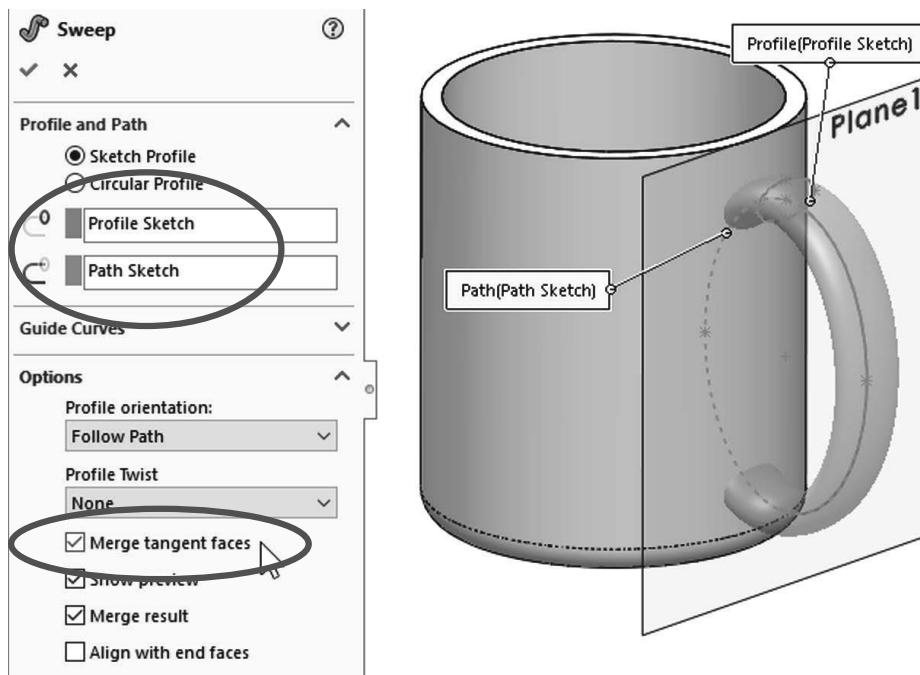 Sweep
Profile and Path
Sketch Profile
Circular Profile
Profile Sketch
Path Sketch
Guide Curves
Options
Profile orientation:
Follow Path
Profile Twist
None
Merge tangent faces
Show preview
Merge result
Align with end faces
Profile(Profile Sketch)
Plane1
Path(Path Sketch)